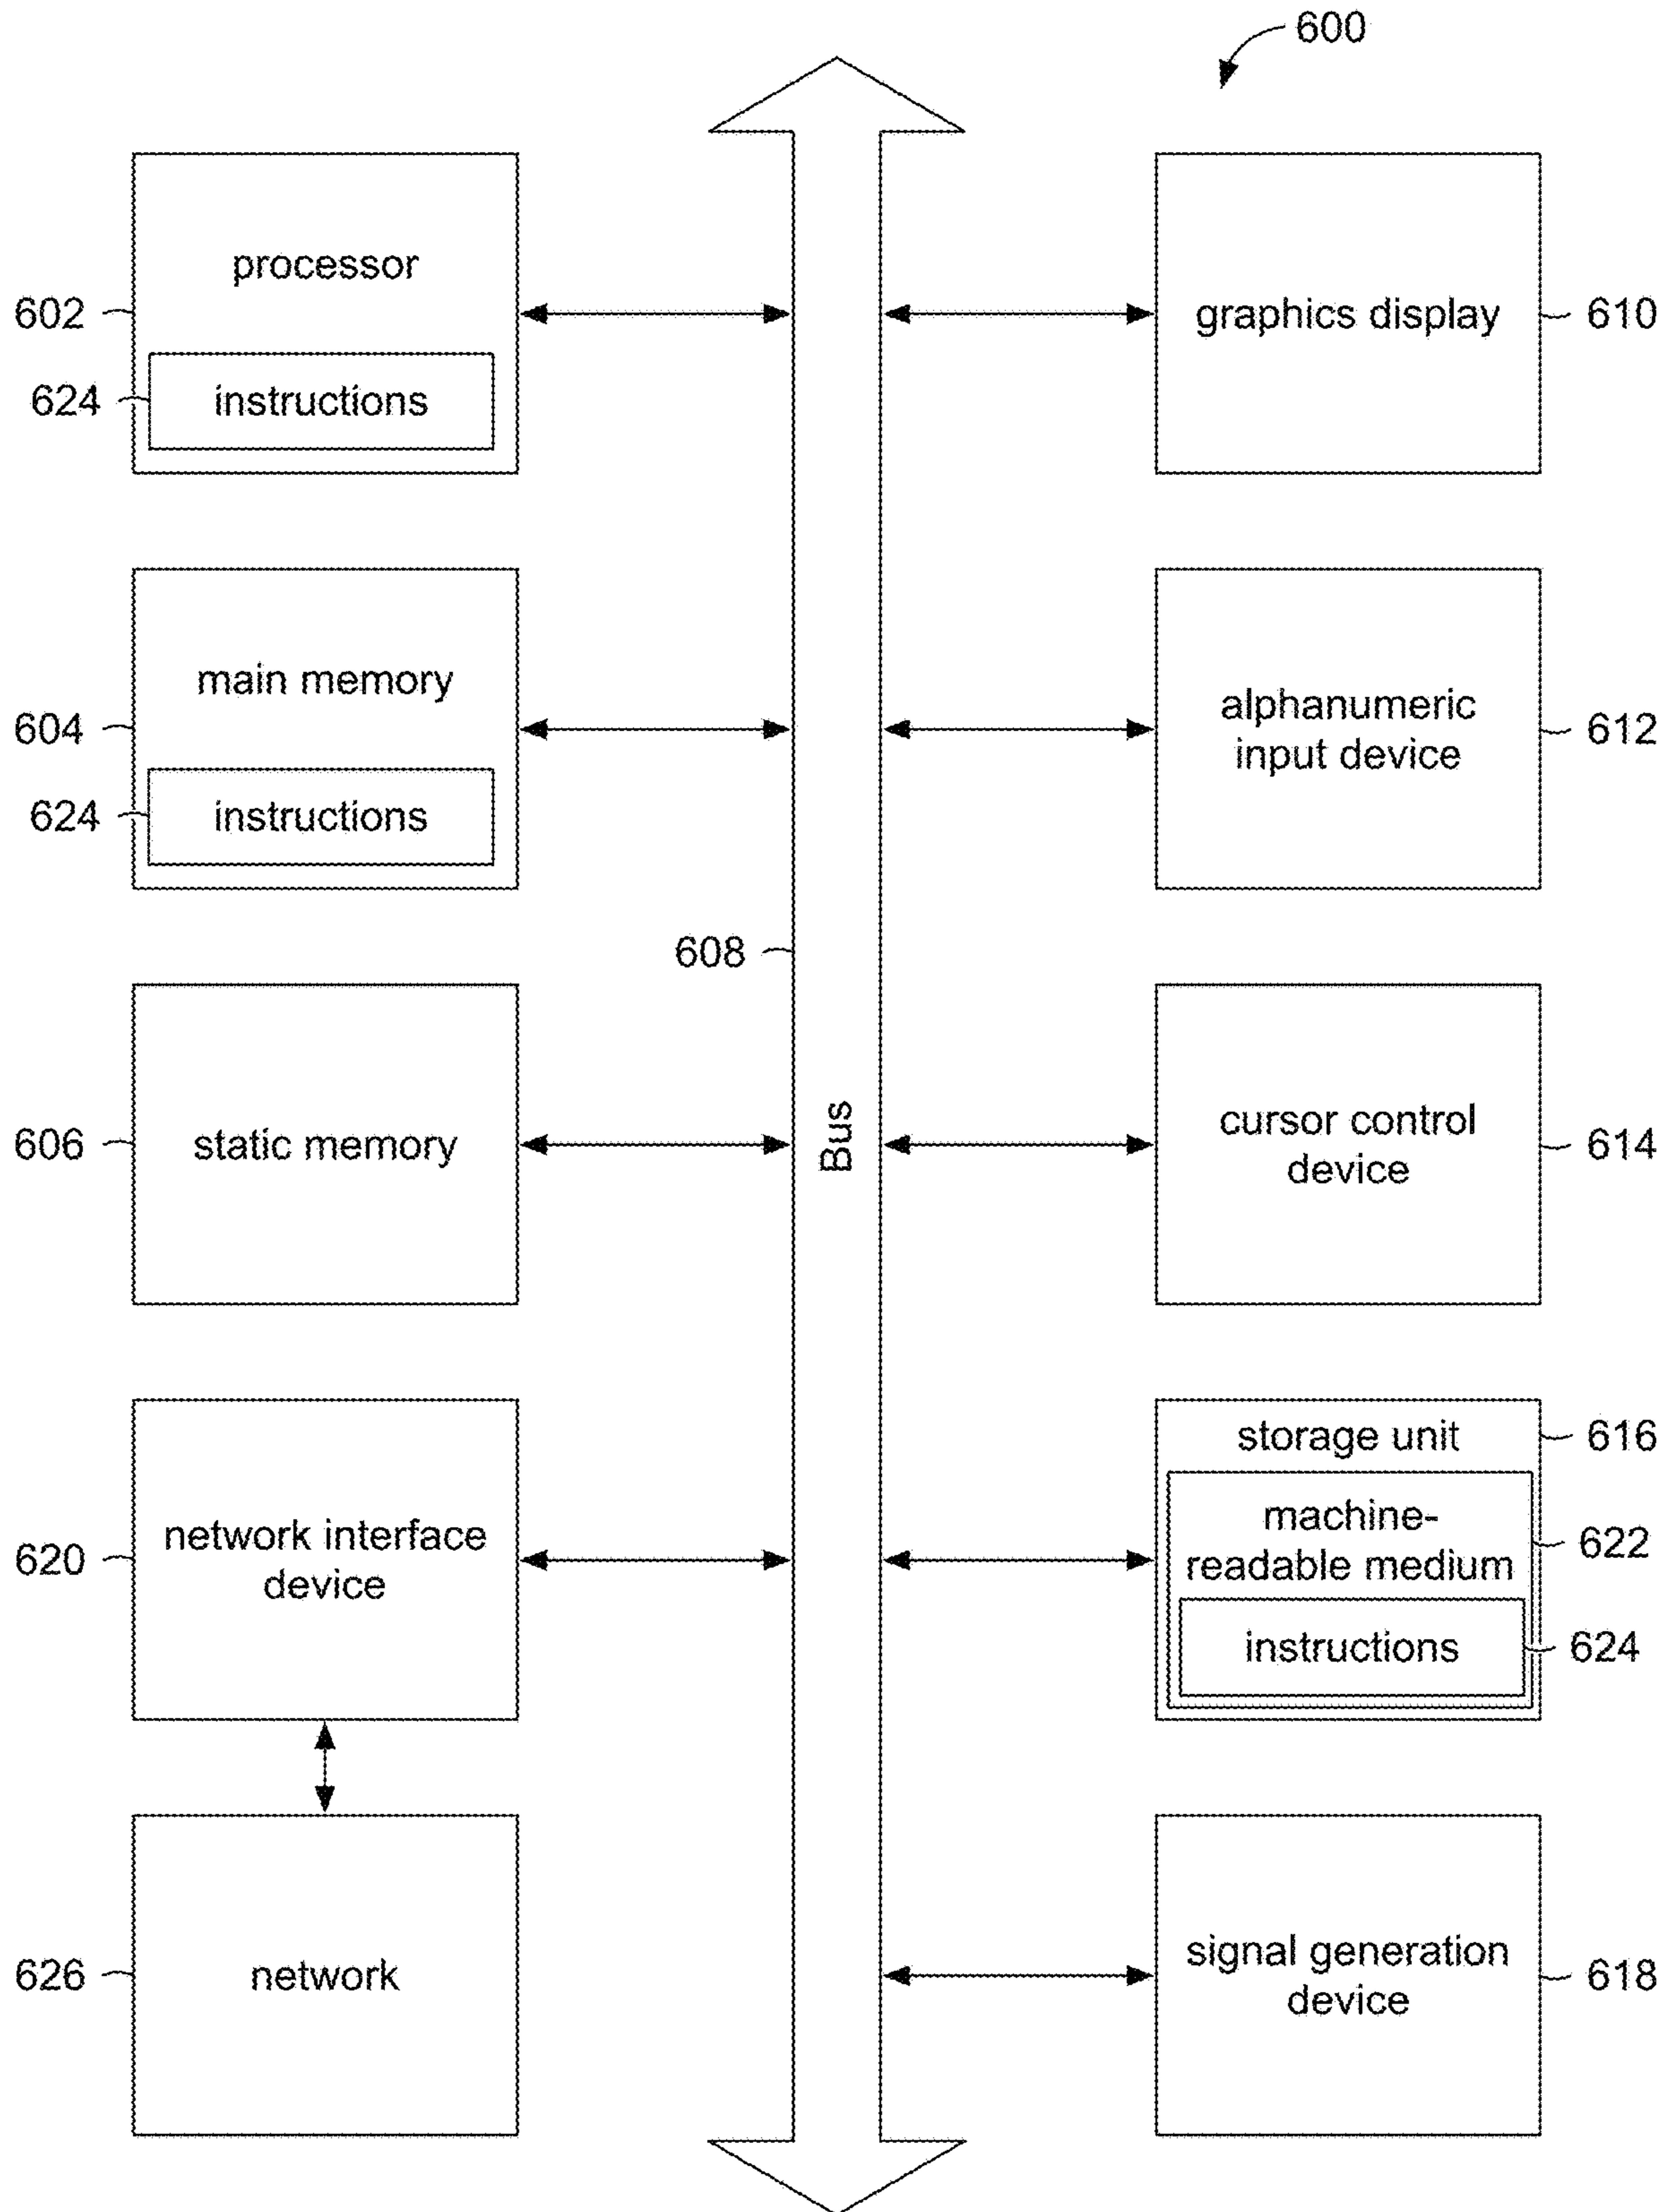 600
processor
602
624
instructions
graphics display
610
main memory
604
624
instructions
alphanumeric
input device
612
608
Bus
606
static memory
cursor control
device
614
620
network interface
device
storage unit
616
machine-
readable medium
622
instructions
624
626
network
signal generation
device
618